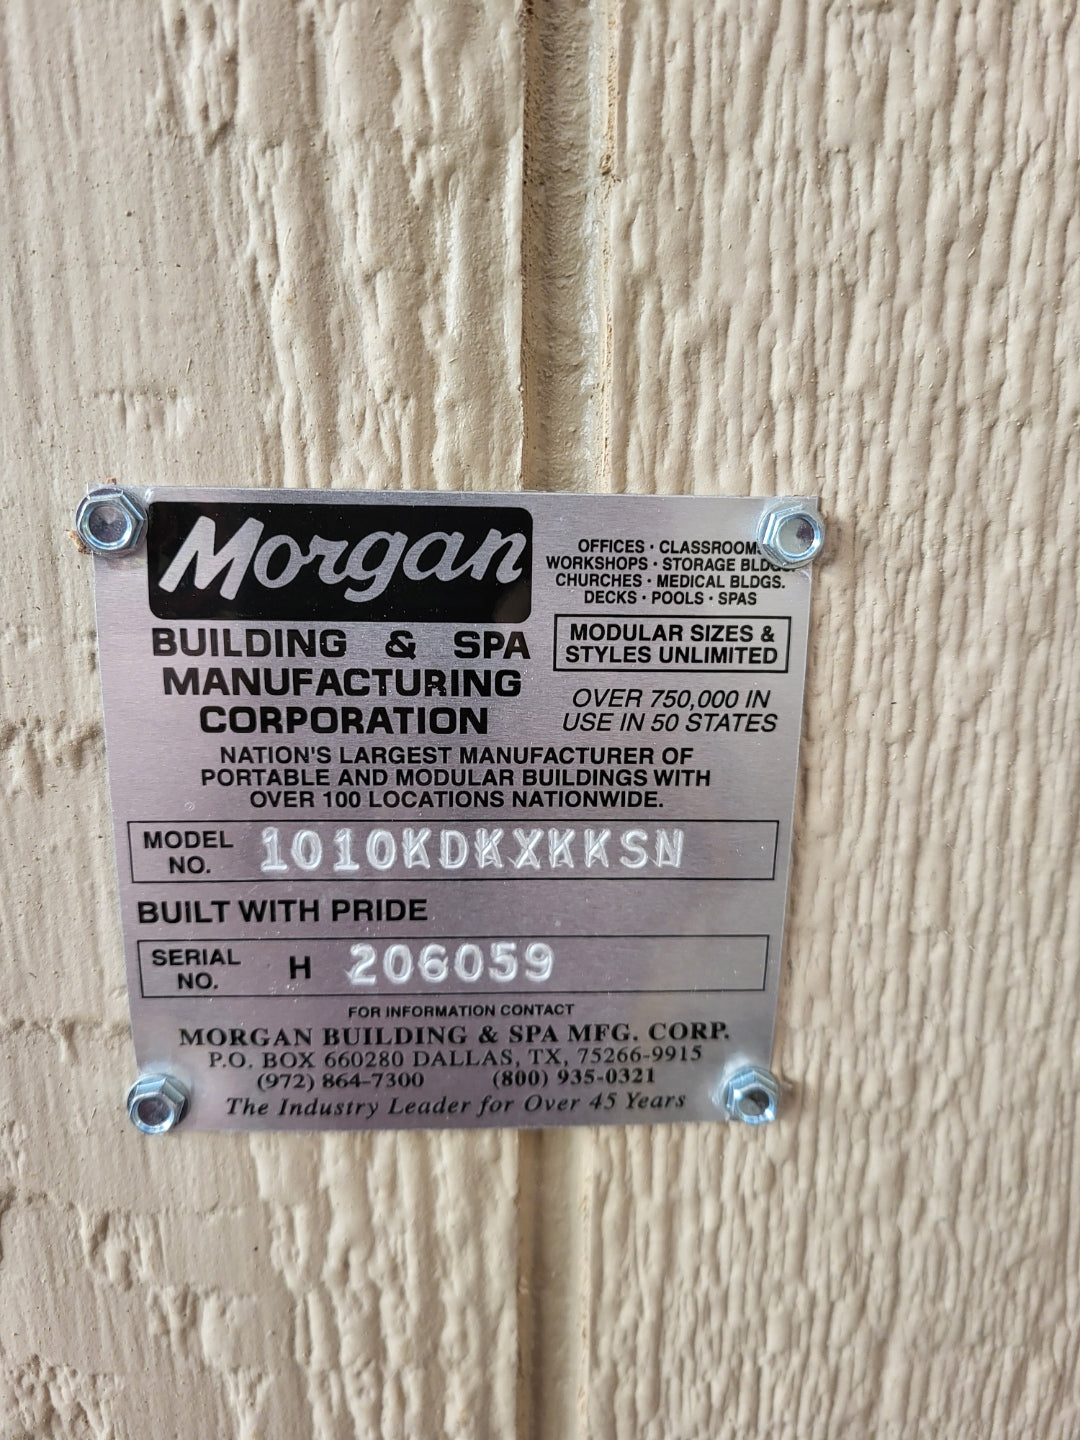 Morgan
BUILDING & SPA
MANUFACTURING
CORPORATION
OFFICES · CLASSROOMS
WORKSHOPS · STORAGE BLDGS.
CHURCHES · MEDICAL BLDGS.
DECKS · POOLS · SPAS
MODULAR SIZES &
STYLES UNLIMITED
OVER 750,000 IN
USE IN 50 STATES
NATION'S LARGEST MANUFACTURER OF
PORTABLE AND MODULAR BUILDINGS WITH
OVER 100 LOCATIONS NATIONWIDE.
MODEL NO. 1010KDKXKKSN
BUILT WITH PRIDE
SERIAL NO. H 206059
FOR INFORMATION CONTACT
MORGAN BUILDING & SPA MFG. CORP.
P.O. BOX 660280 DALLAS, TX, 75266-9915
(972) 864-7300 (800) 935-0321
The Industry Leader for Over 45 Years